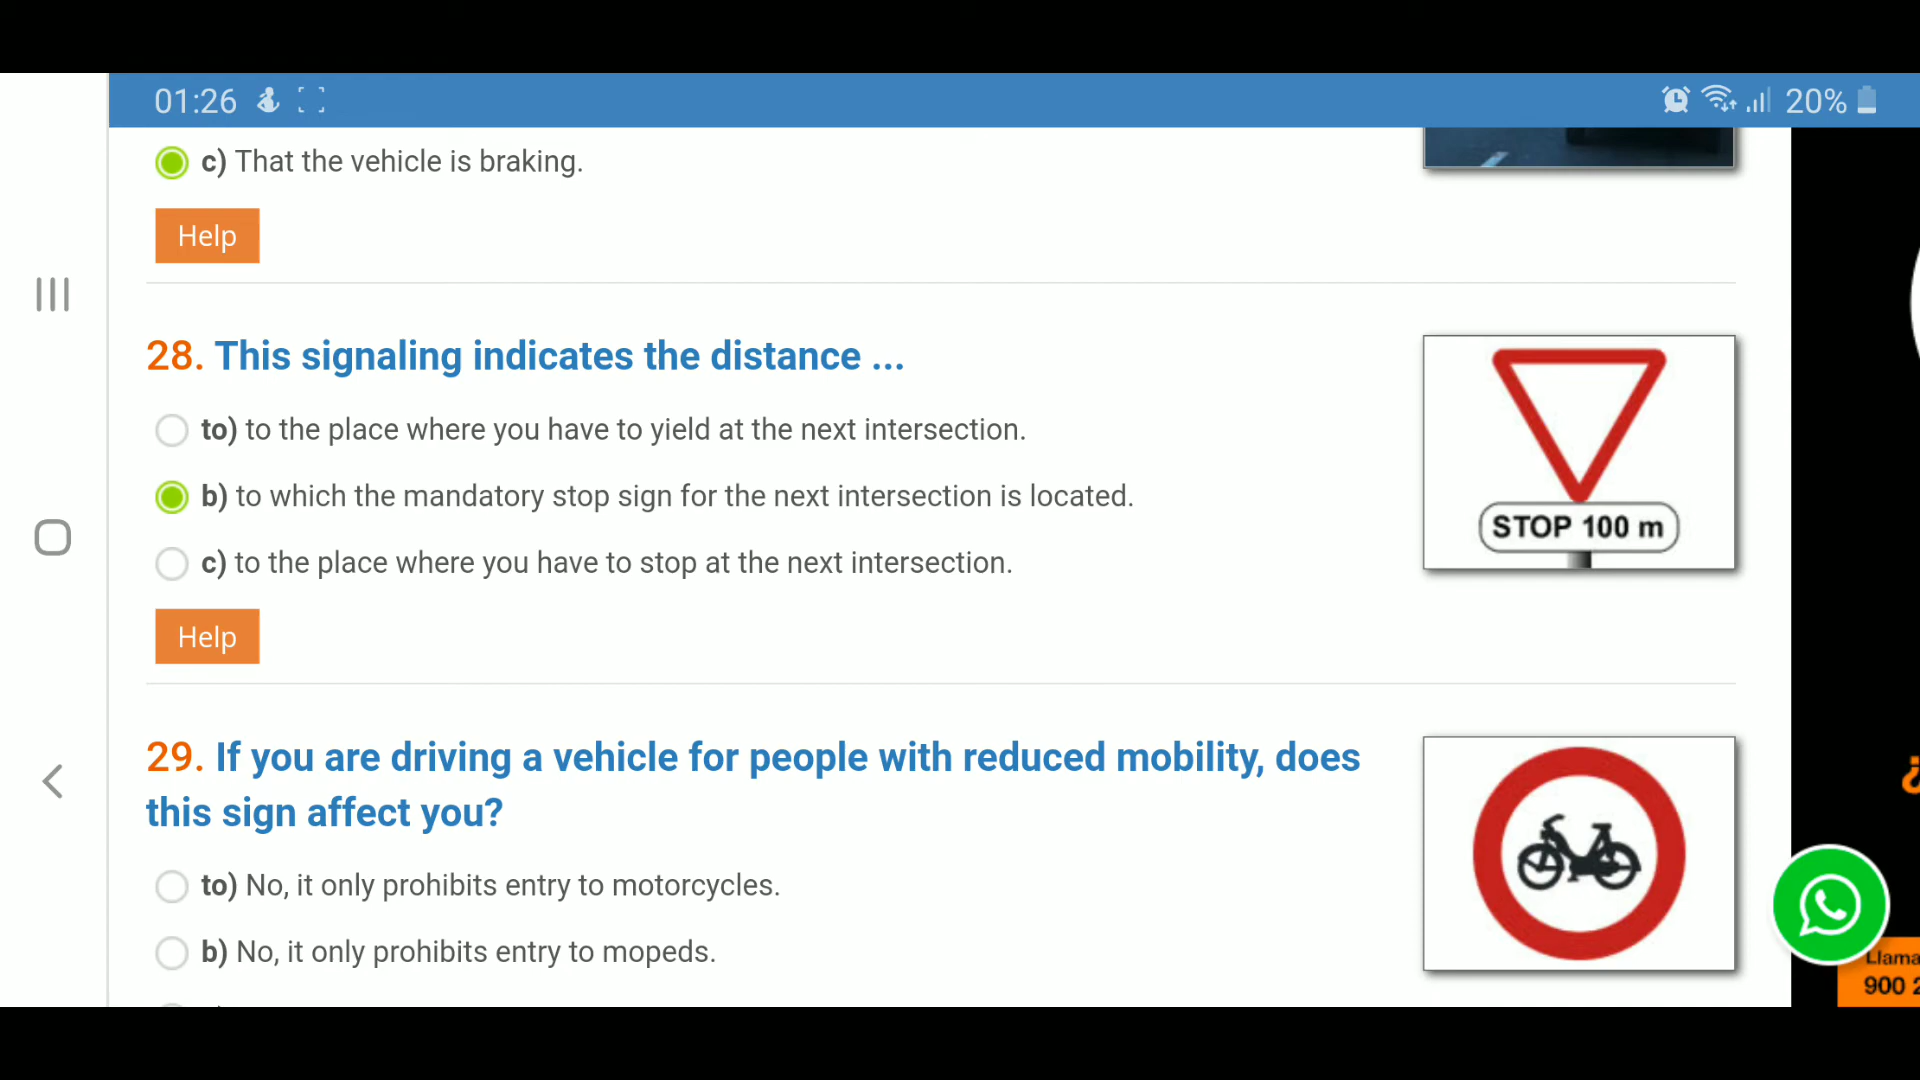 01:26
20%
c) That the vehicle is braking.
Help
28. This signaling indicates the distance ...
to) to the place where you have to yield at the next intersection.
b) to which the mandatory stop sign for the next intersection is located.
c) to the place where you have to stop at the next intersection.
STOP 100 m
Help
29. If you are driving a vehicle for people with reduced mobility, does
this sign affect you?
to) No, it only prohibits entry to motorcycles.
b) No, it only prohibits entry to mopeds.
¿
Llama
900 2